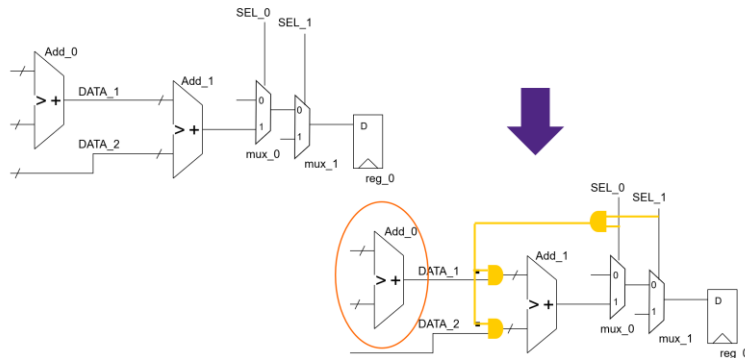 SEL_0
SEL_1
Add_0
Add_1
DATA_1
DATA_2
> +
> +
0
1
0
1
mux_0
mux_1
D
reg_0
SEL_0
SEL_1
Add_0
Add_1
DATA_1
DATA_2
> +
> +
0
1
0
1
mux_0
mux_1
D